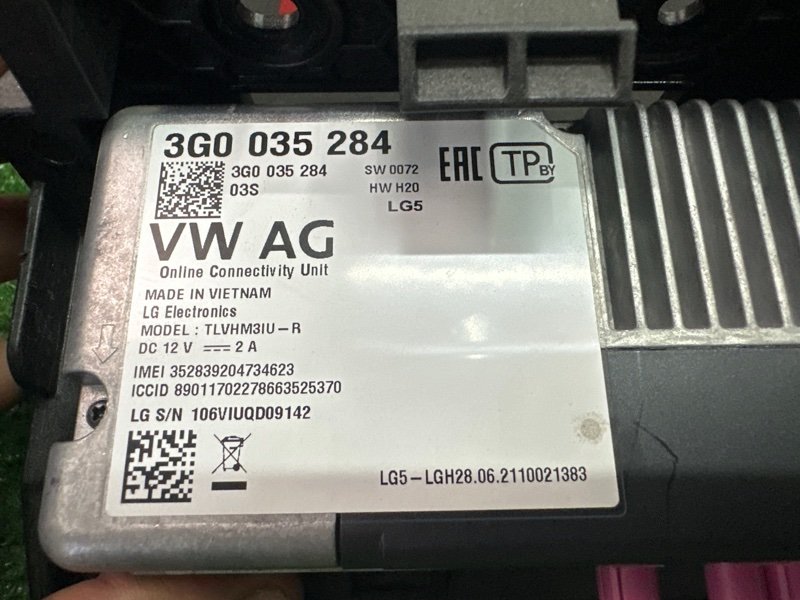 3G0 035 284
3G0 035 284 SW 0072
03S HW H20
LG5
EAC TP BY
VW AG
Online Connectivity Unit
MADE IN VIETNAM
LG Electronics
MODEL : TLVHM3IU-R
DC 12 V ⎓ 2 A
IMEI 352839204734623
ICCID 89011702278663525370
LG S/N 106VIUQD09142
LG5-LGH28.06.2110021383